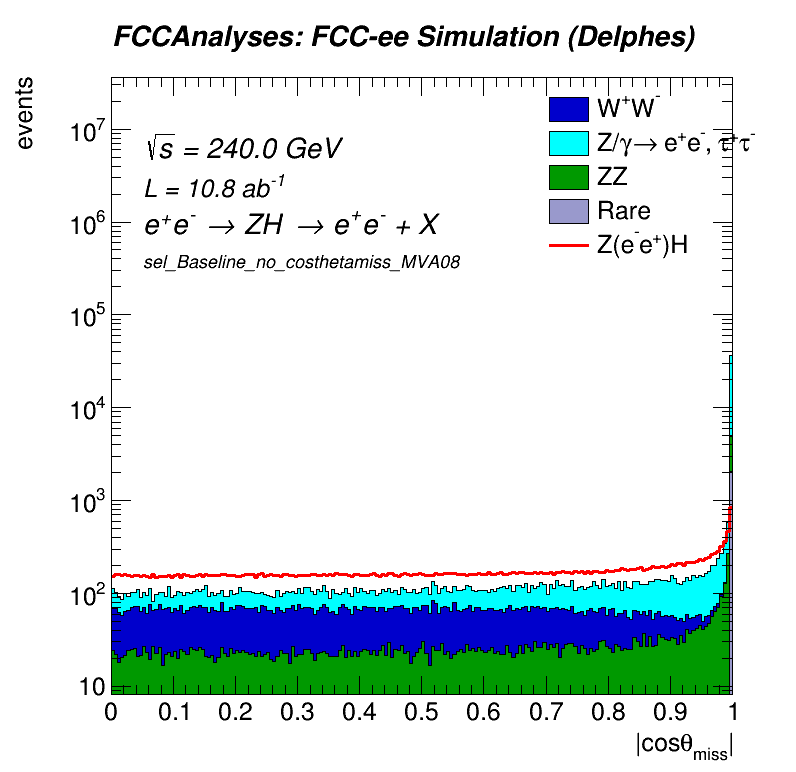 FCCAnalyses: FCC-ee Simulation (Delphes)
events
10⁷
10⁶
10⁵
10⁴
10³
10²
10
√s = 240.0 GeV
L = 10.8 ab⁻¹
e⁺e⁻ → ZH → e⁺e⁻ + X
sel_Baseline_no_costhetamiss_MVA08
W⁺W⁻
Z/γ→ e⁺e⁻, τ⁺τ⁻
ZZ
Rare
Z(e⁻e⁺)H
0 0.1 0.2 0.3 0.4 0.5 0.6 0.7 0.8 0.9 1
|cosθ_miss|